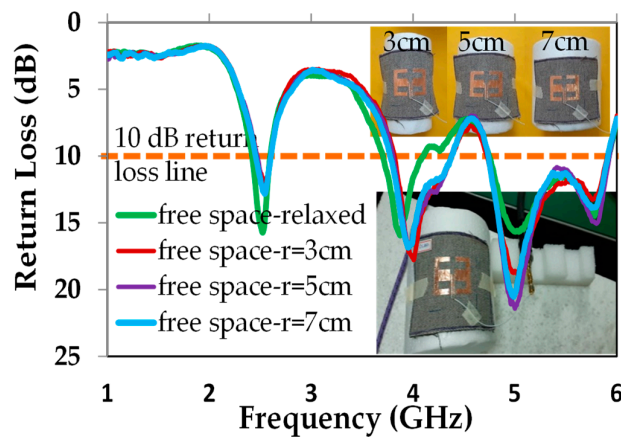 Return Loss (dB)
0
5
10
15
20
25
3cm 5cm 7cm
10 dB return
loss line
free space-relaxed
free space-r=3cm
free space-r=5cm
free space-r=7cm
1 2 3 4 5 6
Frequency (GHz)